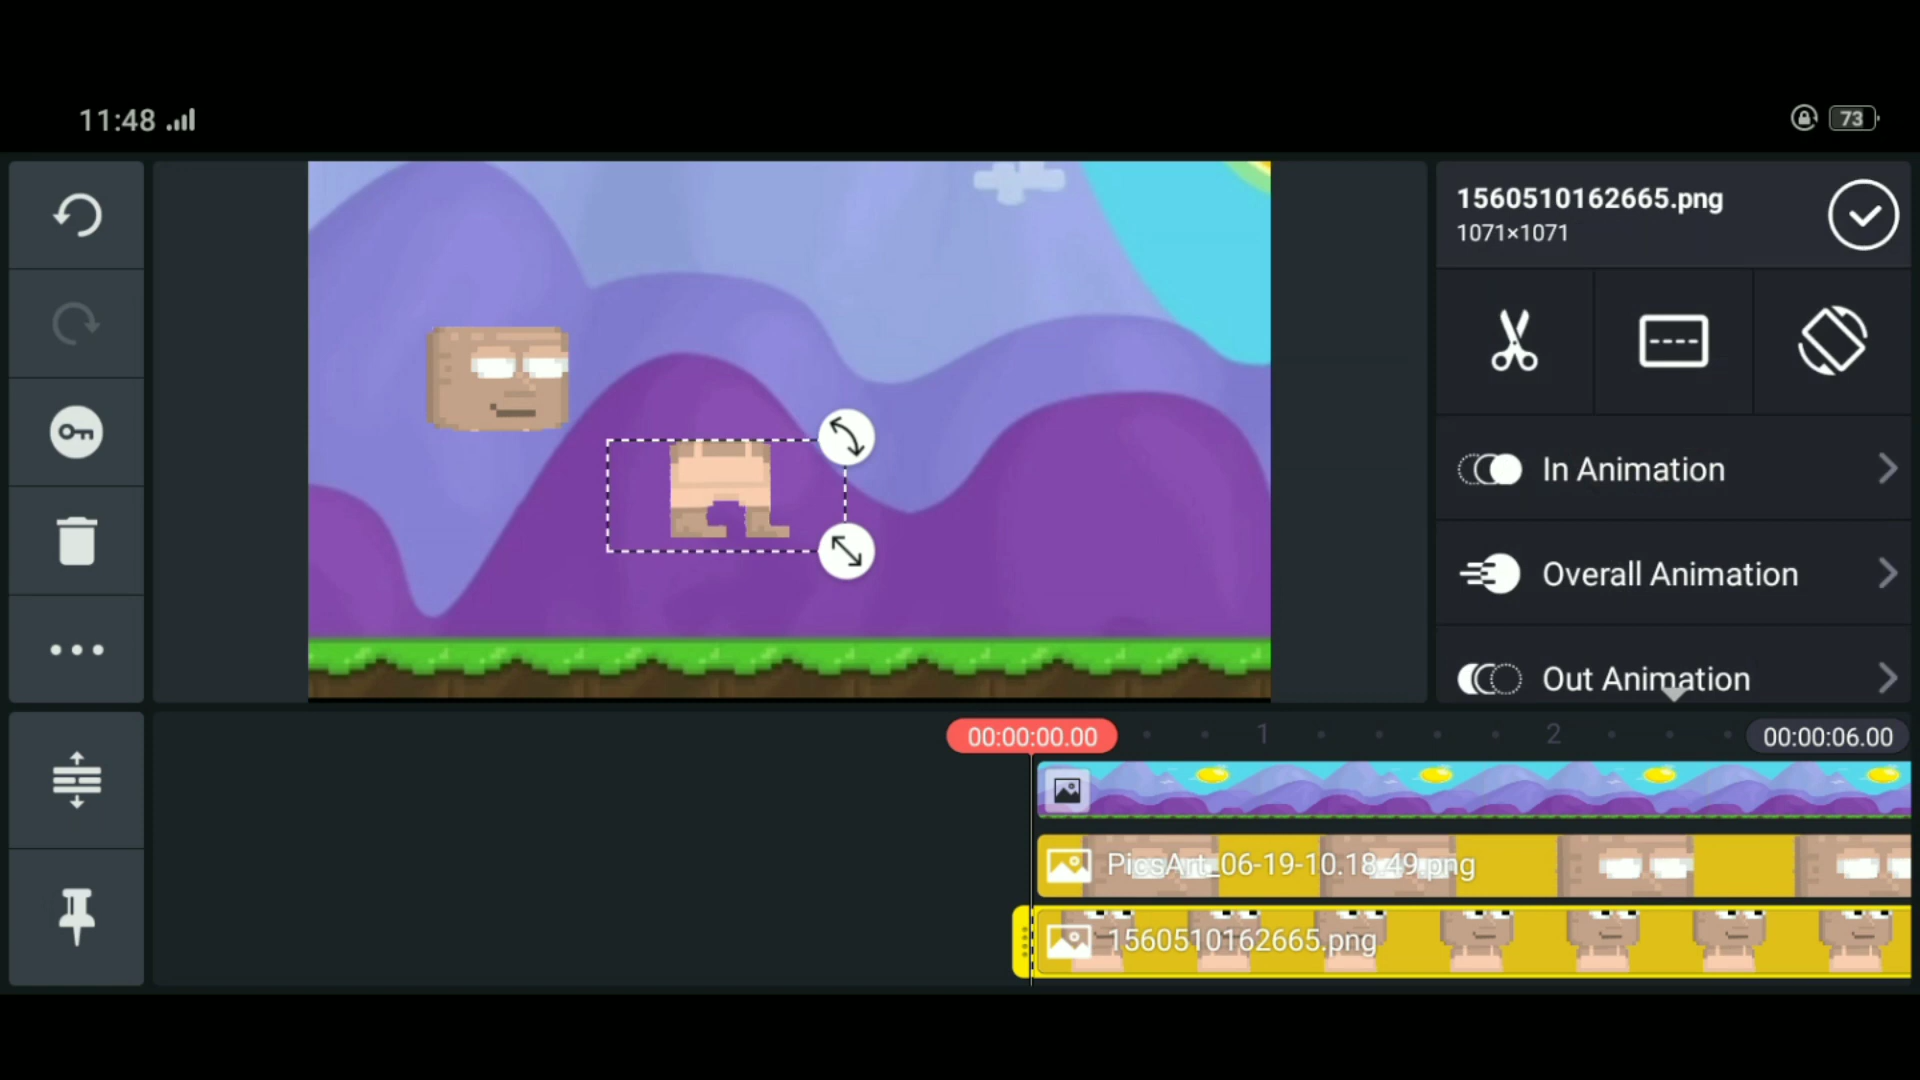 11:48
73
1560510162665.png
1071×1071
In Animation
Overall Animation
Out Animation
00:00:00.00
1
2
00:00:06.00
PicsArt_06-19-10.18.49.png
1560510162665.png